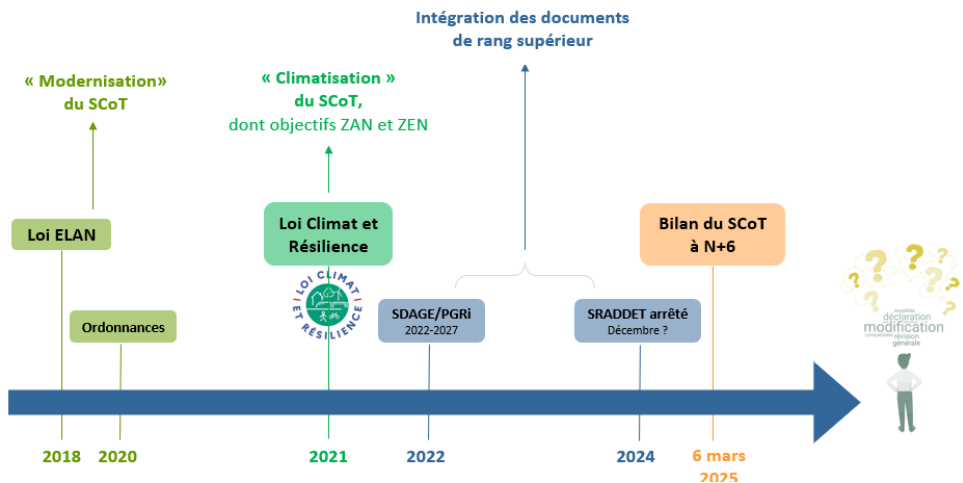 Intégration des documents
de rang supérieur
« Modernisation»
du SCoT
« Climatisation »
du SCoT,
dont objectifs ZAN et ZEN
Loi ELAN
Loi Climat et
Résilience
Bilan du SCoT
à N+6
LOI CLIMAT
ET RÉSILIENCE
Ordonnances
SDAGE/PGRi
2022-2027
SRADDET arrêté
Décembre ?
? ? ? ? ? ?
simplifiée
déclaration
modification
compatibilité révision
générale
2018
2020
2021
2022
2024
6 mars
2025